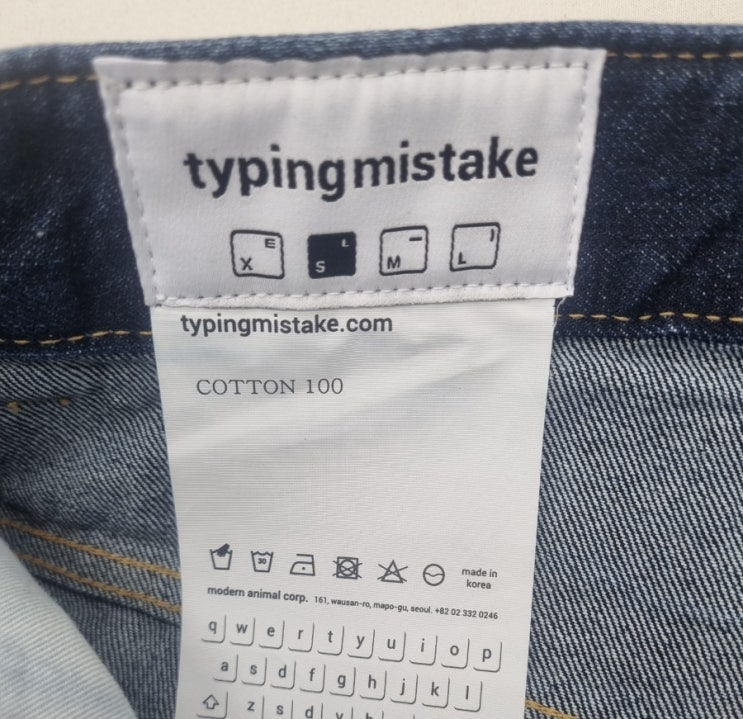 typingmistake
X E S L M L
typingmistake.com
COTTON 100
30
made in
korea
modern animal corp. 161, wausan-ro, mapo-gu, seoul. +82 02 332 0246
q w e r t y u i o p
a s d f g h j k l
z s d v